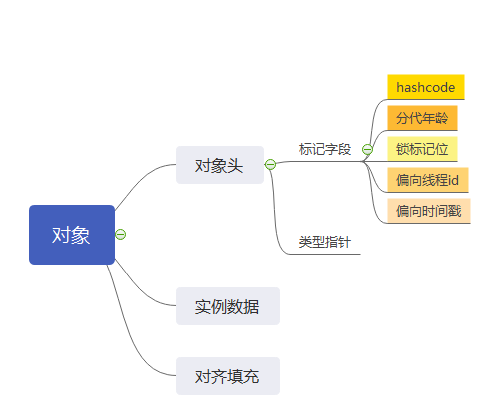 对象
对象头
标记字段
hashcode
分代年龄
锁标记位
偏向线程id
偏向时间戳
类型指针
实例数据
对齐填充